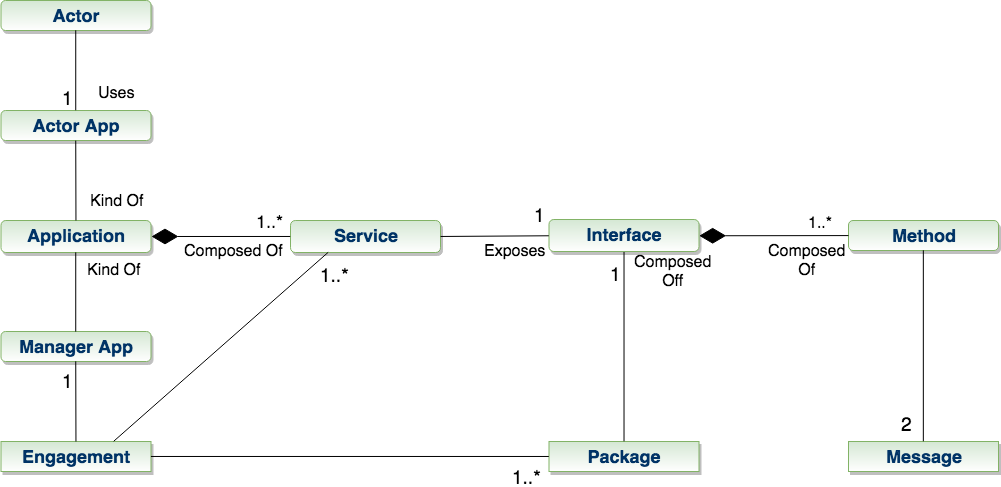 Actor
1
Uses
Actor App
Kind Of
Application
1..*
Composed Of
Service
1
Exposes
Interface
1..*
Composed
Of
Method
Kind Of
1..*
1
Composed
Off
Manager App
1
2
Engagement
1..*
Package
Message